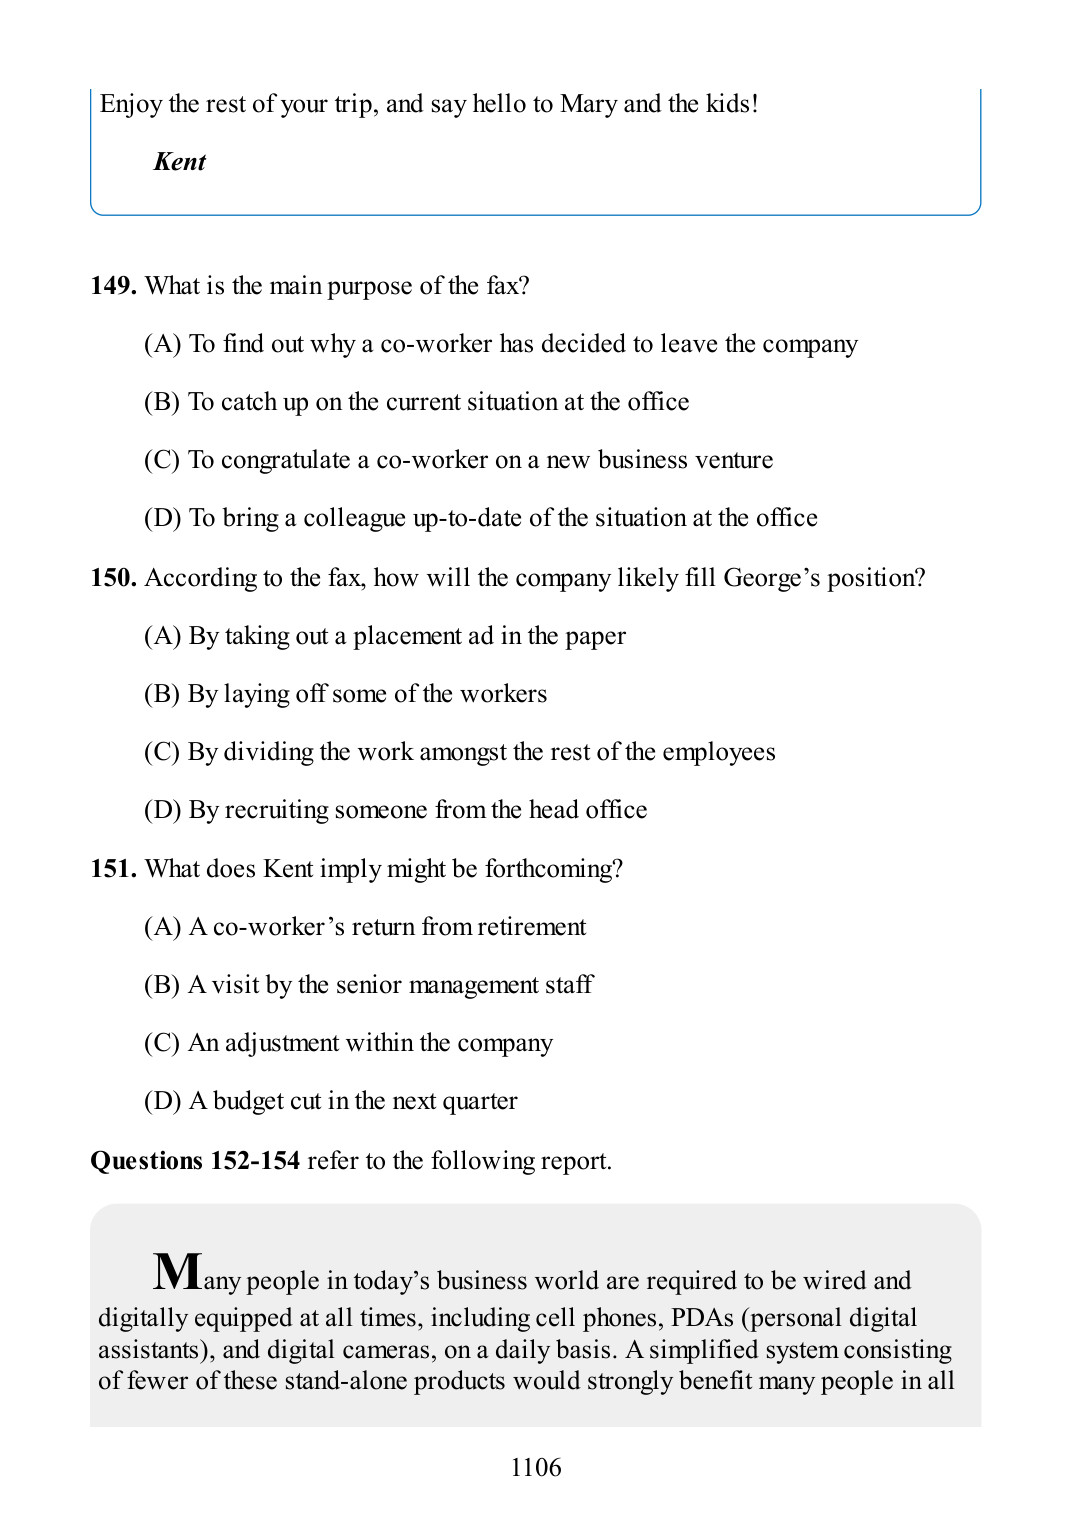 Enjoy the rest of your trip, and say hello to Mary and the kids!
Kent
149. What is the main purpose of the fax?
(A) To find out why a co-worker has decided to leave the company
(B) To catch up on the current situation at the office
(C) To congratulate a co-worker on a new business venture
(D) To bring a colleague up-to-date of the situation at the office
150. According to the fax, how will the company likely fill George’s position?
(A) By taking out a placement ad in the paper
(B) By laying off some of the workers
(C) By dividing the work amongst the rest of the employees
(D) By recruiting someone from the head office
151. What does Kent imply might be forthcoming?
(A) A co-worker’s return from retirement
(B) A visit by the senior management staff
(C) An adjustment within the company
(D) A budget cut in the next quarter
Questions 152-154 refer to the following report.
Many people in today’s business world are required to be wired and
digitally equipped at all times, including cell phones, PDAs (personal digital
assistants), and digital cameras, on a daily basis. A simplified system consisting
of fewer of these stand-alone products would strongly benefit many people in all
1106